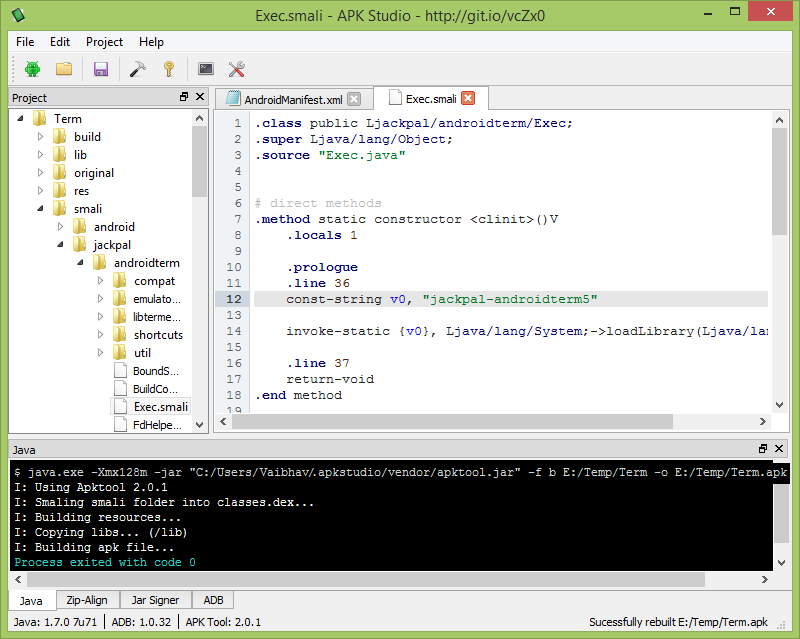 Exec.smali - APK Studio - http://git.io/vcZx0
File Edit Project Help
Project
Term
build
lib
original
res
smali
android
jackpal
androidterm
compat
emulato...
libterme...
shortcuts
util
BoundS...
BuildCo...
Exec.smali
FdHelpe...
AndroidManifest.xml
Exec.smali
1 .class public Ljackpal/androidterm/Exec;
2 .super Ljava/lang/Object;
3 .source "Exec.java"
4
5
6 # direct methods
7 .method static constructor <clinit>()V
8 .locals 1
9
10 .prologue
11 .line 36
12 const-string v0, "jackpal-androidterm5"
13
14 invoke-static {v0}, Ljava/lang/System;->loadLibrary(Ljava/lan
15
16 .line 37
17 return-void
18 .end method
19
Java
$ java.exe -Xmx128m -jar "C:/Users/Vaibhav/.apkstudio/vendor/apktool.jar" -f b E:/Temp/Term -o E:/Temp/Term.apk
I: Using Apktool 2.0.1
I: Smaling smali folder into classes.dex...
I: Building resources...
I: Copying libs... (/lib)
I: Building apk file...
Process exited with code 0
Java Zip-Align Jar Signer ADB
Java: 1.7.0 7u71 ADB: 1.0.32 APK Tool: 2.0.1 Sucessfully rebuilt E:/Temp/Term.apk